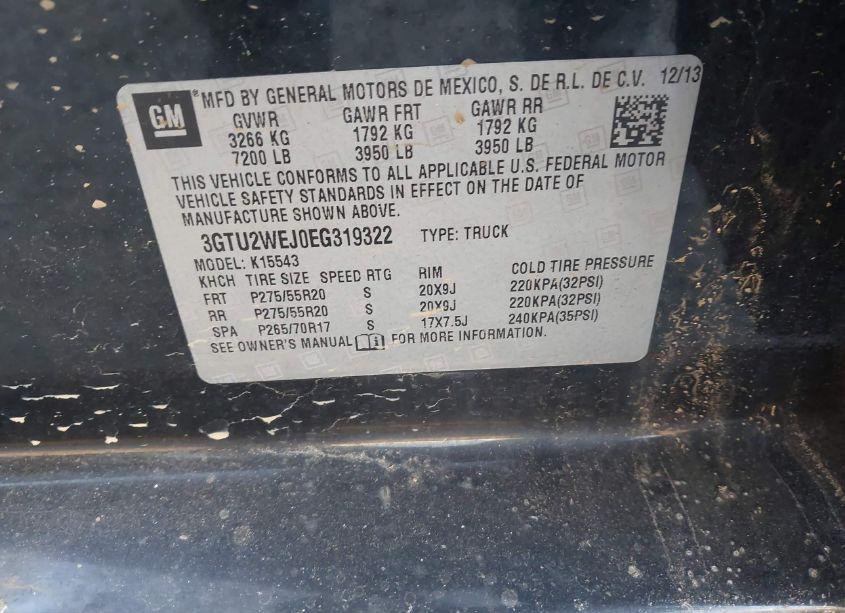 GM
® MFD BY GENERAL MOTORS DE MEXICO, S. DE R.L. DE C.V. 12/13
GVWR GAWR FRT GAWR RR
3266 KG 1792 KG 1792 KG
7200 LB 3950 LB 3950 LB
THIS VEHICLE CONFORMS TO ALL APPLICABLE U.S. FEDERAL MOTOR
VEHICLE SAFETY STANDARDS IN EFFECT ON THE DATE OF
MANUFACTURE SHOWN ABOVE.
3GTU2WEJ0EG319322 TYPE: TRUCK
MODEL: K15543
KHCH TIRE SIZE SPEED RTG RIM COLD TIRE PRESSURE
FRT P275/55R20 S 20X9J 220KPA(32PSI)
RR P275/55R20 S 20X9J 220KPA(32PSI)
SPA P265/70R17 S 17X7.5J 240KPA(35PSI)
SEE OWNER'S MANUAL FOR MORE INFORMATION.